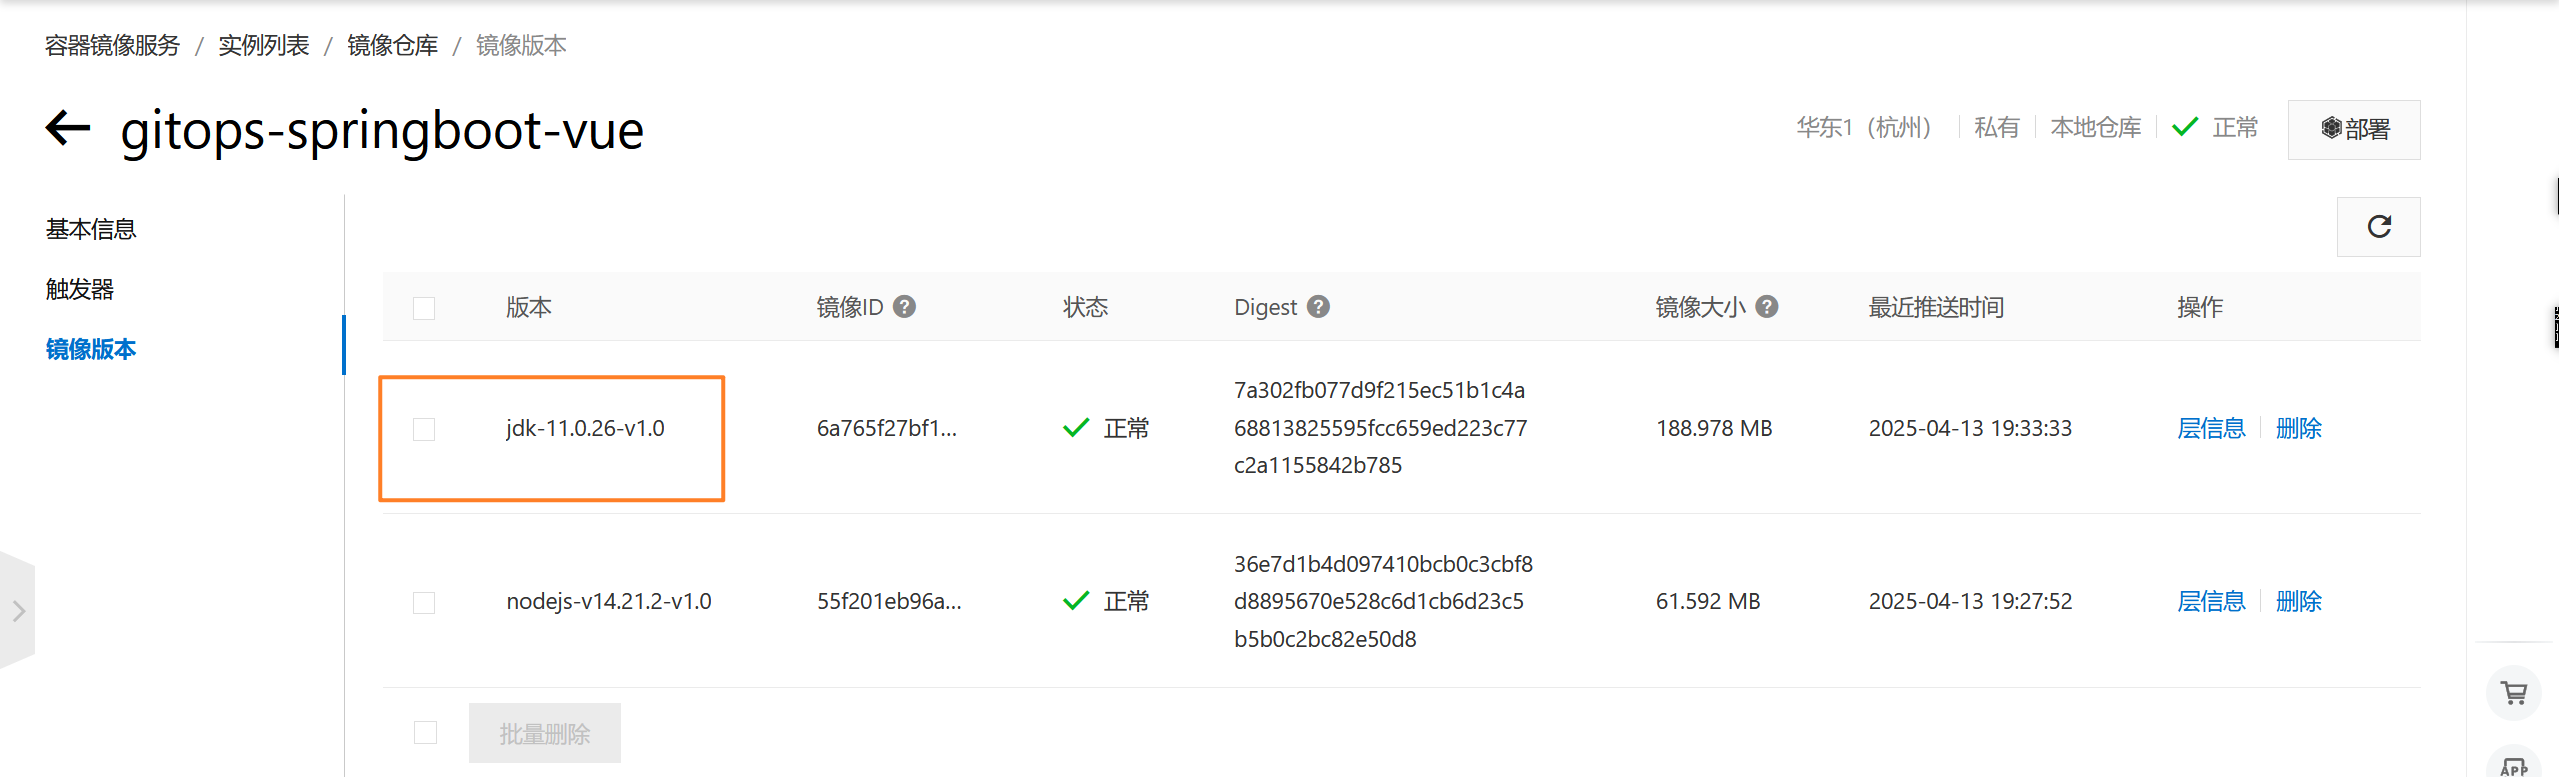 容器镜像服务 / 实例列表 / 镜像仓库 / 镜像版本
gitops-springboot-vue
华东1（杭州） 私有 本地仓库 正常 部署
基本信息
触发器
镜像版本
版本 镜像ID 状态 Digest 镜像大小 最近推送时间 操作
jdk-11.0.26-v1.0 6a765f27bf1... 正常 7a302fb077d9f215ec51b1c4a
68813825595fcc659ed223c77
c2a1155842b785 188.978 MB 2025-04-13 19:33:33 层信息 删除
nodejs-v14.21.2-v1.0 55f201eb96a... 正常 36e7d1b4d097410bcb0c3cbf8
d8895670e528c6d1cb6d23c5
b5b0c2bc82e50d8 61.592 MB 2025-04-13 19:27:52 层信息 删除
批量删除
APP